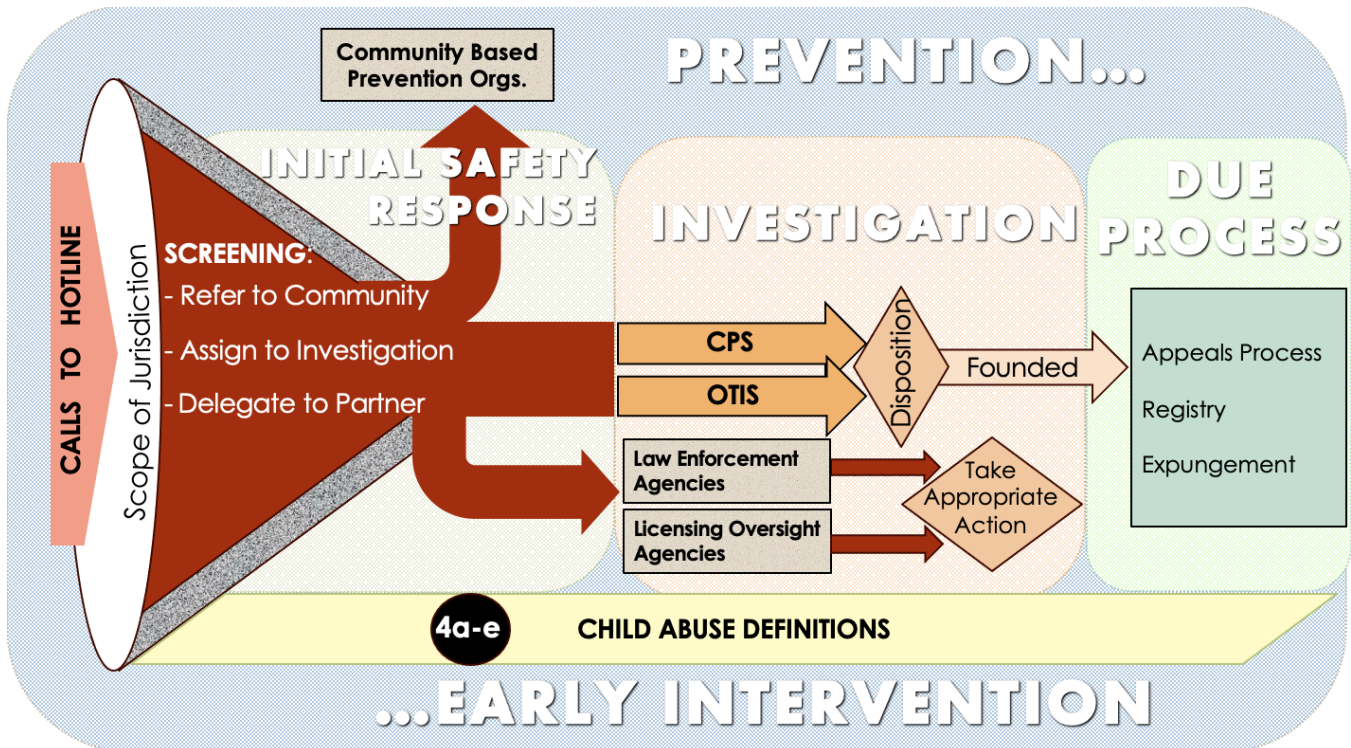 Community Based
Prevention Orgs.
PREVENTION...
INITIAL SAFETY
RESPONSE
INVESTIGATION
DUE
PROCESS
CALLS TO HOTLINE
Scope of Jurisdiction
SCREENING:
- Refer to Community
- Assign to Investigation
- Delegate to Partner
CPS
OTIS
Disposition
Founded
Law Enforcement
Agencies
Licensing Oversight
Agencies
Take
Appropriate
Action
Appeals Process
Registry
Expungement
4a-e
CHILD ABUSE DEFINITIONS
...EARLY INTERVENTION